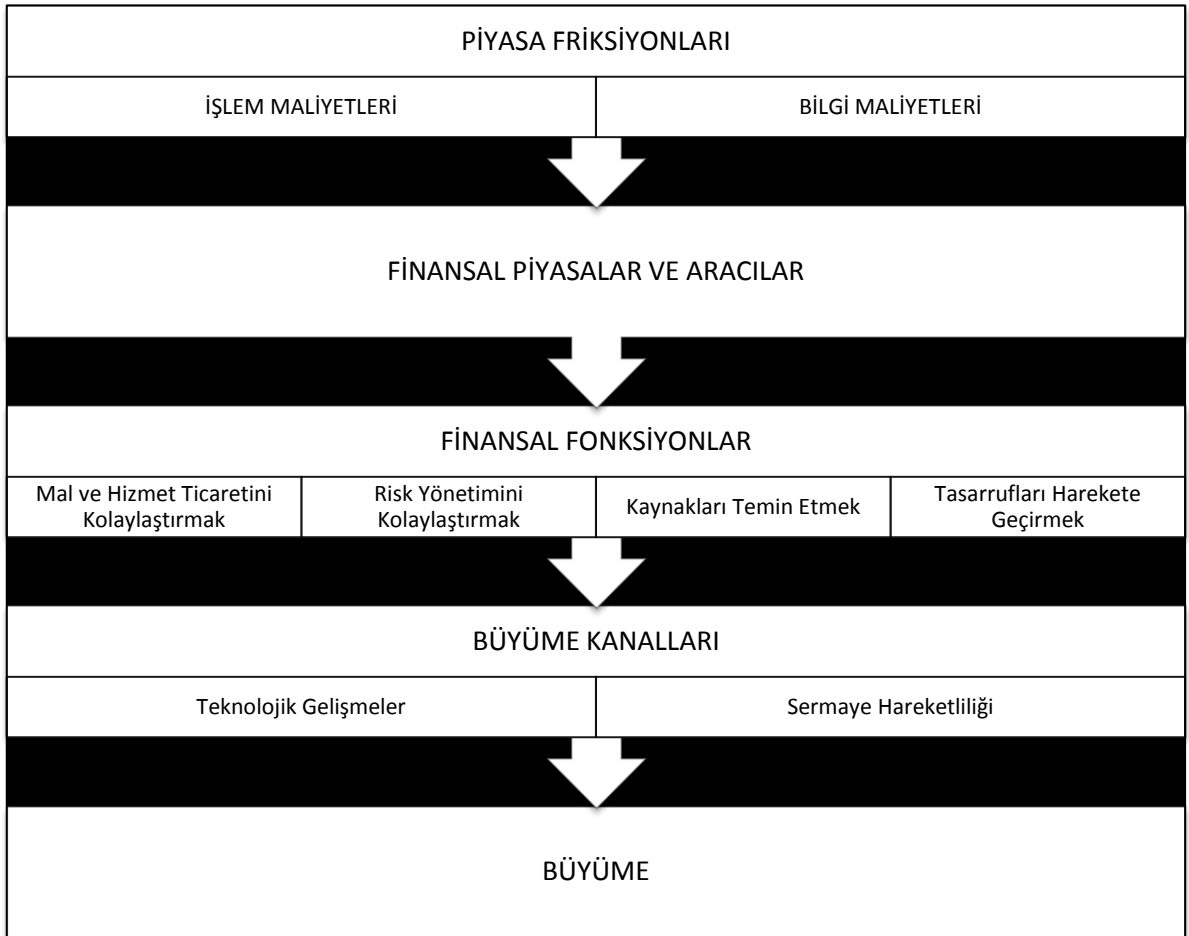 PİYASA FRİKSİYONLARI
İŞLEM MALİYETLERİ
BİLGİ MALİYETLERİ
FİNANSAL PİYASALAR VE ARACILAR
FİNANSAL FONKSİYONLAR
Mal ve Hizmet Ticaretini
Kolaylaştırmak
Risk Yönetimini
Kolaylaştırmak
Kaynakları Temin Etmek
Tasarrufları Harekete
Geçirmek
BÜYÜME KANALLARI
Teknolojik Gelişmeler
Sermaye Hareketliliği
BÜYÜME